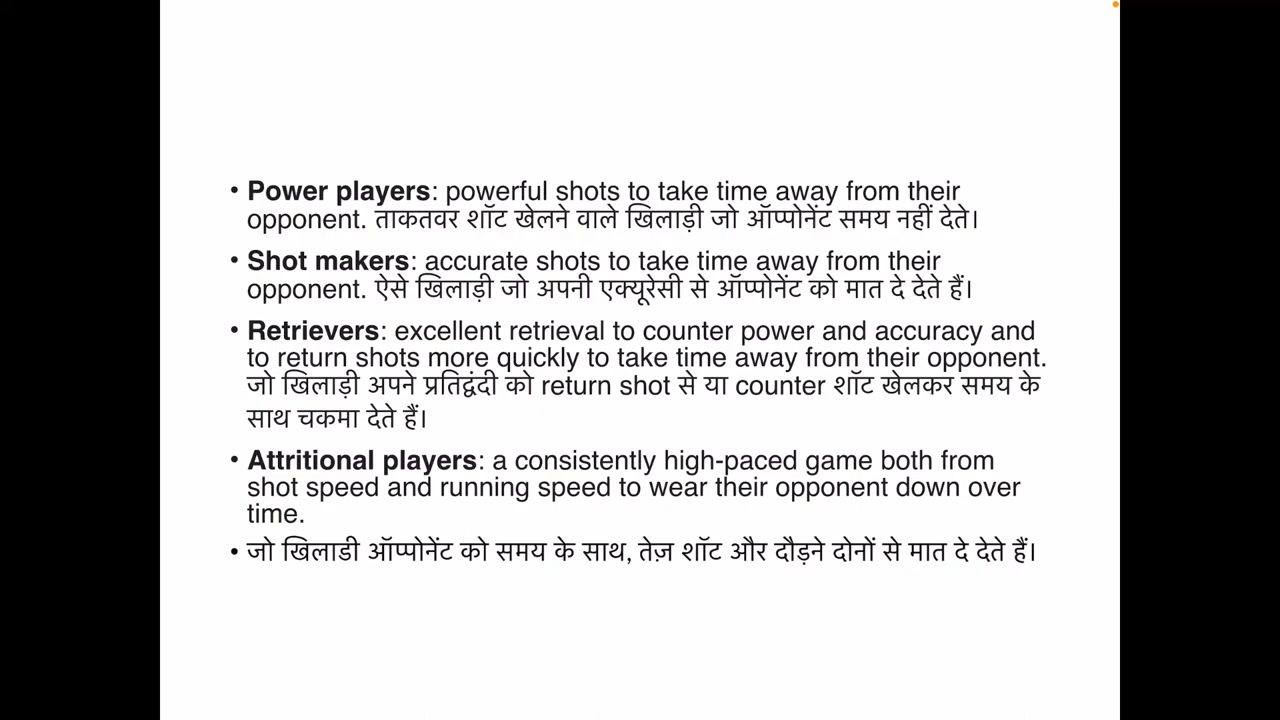 • Power players: powerful shots to take time away from their
opponent. ताकतवर शॉट खेलने वाले खिलाड़ी जो ऑप्पोनेंट समय नहीं देते।
• Shot makers: accurate shots to take time away from their
opponent. ऐसे खिलाड़ी जो अपनी एक्यूरेसी से ऑप्पोनेंट को मात दे देते हैं।
• Retrievers: excellent retrieval to counter power and accuracy and
to return shots more quickly to take time away from their opponent.
जो खिलाड़ी अपने प्रतिद्वंदी को return shot से या counter शॉट खेलकर समय के
साथ चकमा देते हैं।
• Attritional players: a consistently high-paced game both from
shot speed and running speed to wear their opponent down over
time.
• जो खिलाडी ऑप्पोनेंट को समय के साथ, तेज़ शॉट और दौड़ने दोनों से मात दे देते हैं।